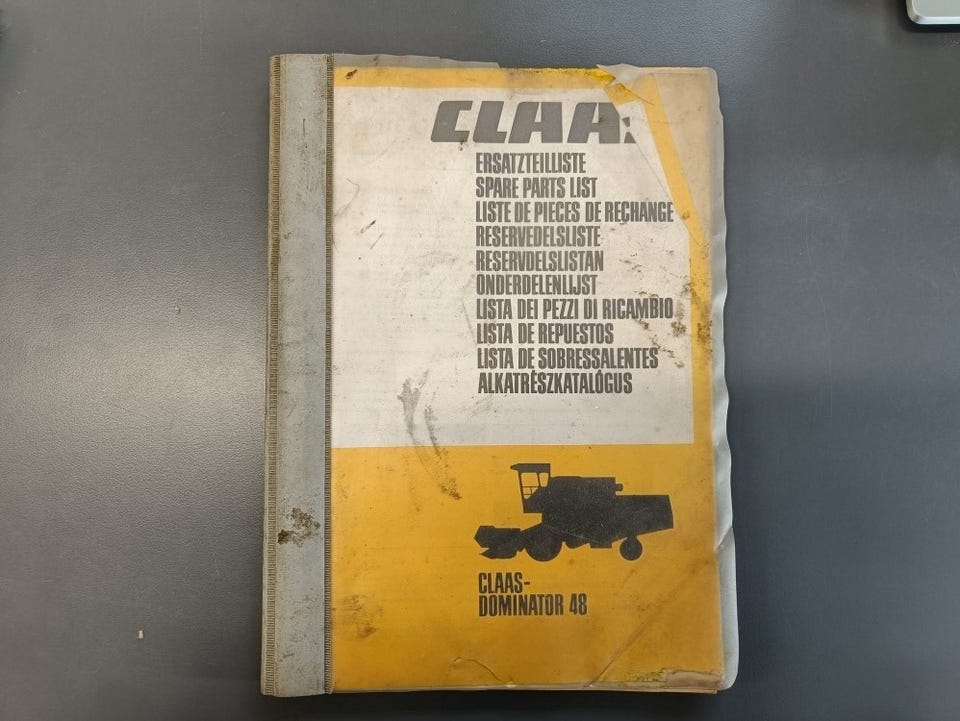 CLAAS
ERSATZTEILLISTE
SPARE PARTS LIST
LISTE DE PIECES DE RECHANGE
RESERVEDELSLISTE
RESERVDELSLISTAN
ONDERDELENLIJST
LISTA DEI PEZZI DI RICAMBIO
LISTA DE REPUESTOS
LISTA DE SOBRESSALENTES
ALKATRÉSZKATALÓGUS
CLAAS-
DOMINATOR 48